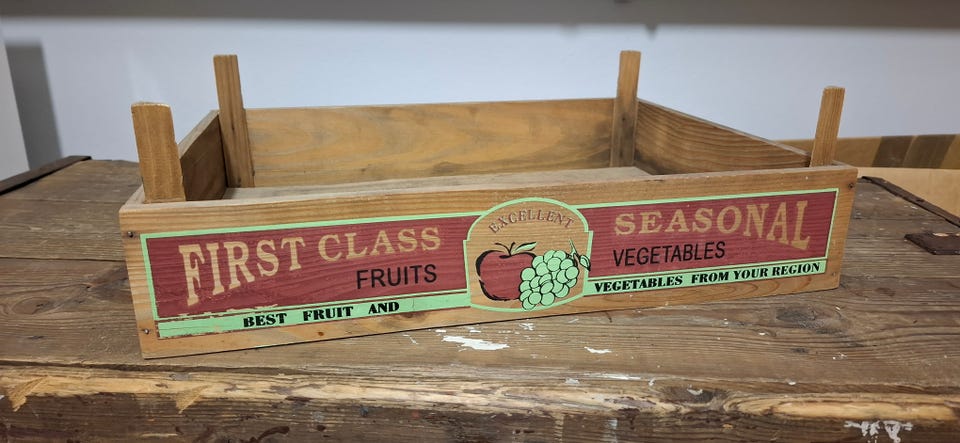 FIRST CLASS
FRUITS
BEST FRUIT AND
EXCELLENT
SEASONAL
VEGETABLES
VEGETABLES FROM YOUR REGION